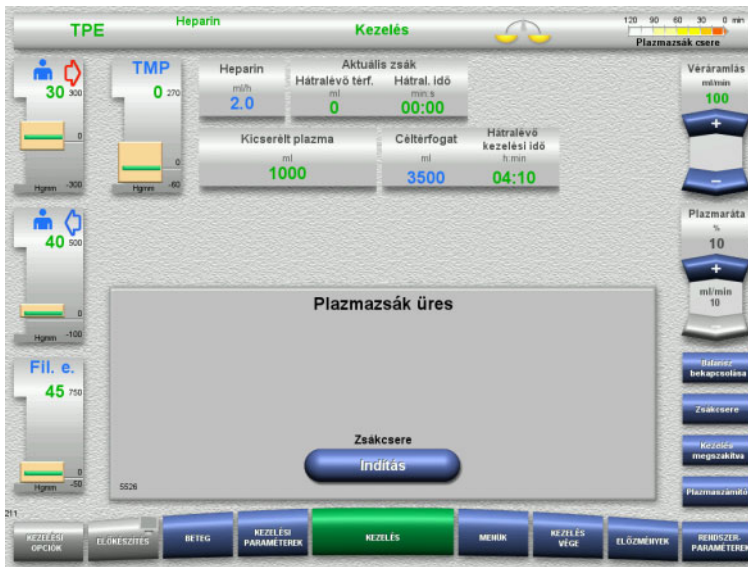 TPE
Heparin
Kezelés
120 90 60 30 0 min
Plazmazsák csere
30 300
0
Hgmm -300
TMP
0 270
0
Hgmm -60
Heparin
ml/h
2.0
Aktuális zsák
Hátralévő térf. Hátral. idő
ml min:s
0 00:00
Kicserélt plazma
ml
1000
Céltérfogat
ml
3500
Hátralévő
kezelési idő
h:min
04:10
Véráramlás
ml/min
100
+
−
40 500
0
Hgmm -100
Plazmaráta
%
10
+
ml/min
10
−
Fil. e.
45 750
0
Hgmm -50
Plazmazsák üres
Zsákcsere
Indítás
5526
Balansz
bekapcsolása
Zsákcsere
Kezelés
megszakítva
Plazmaszámító
211
KEZELÉSI
OPCIÓK
ELŐKÉSZÍTÉS
BETEG
KEZELÉSI
PARAMÉTEREK
KEZELÉS
MENÜK
KEZELÉS
VÉGE
ELŐZMÉNYEK
RENDSZER-
PARAMÉTEREK